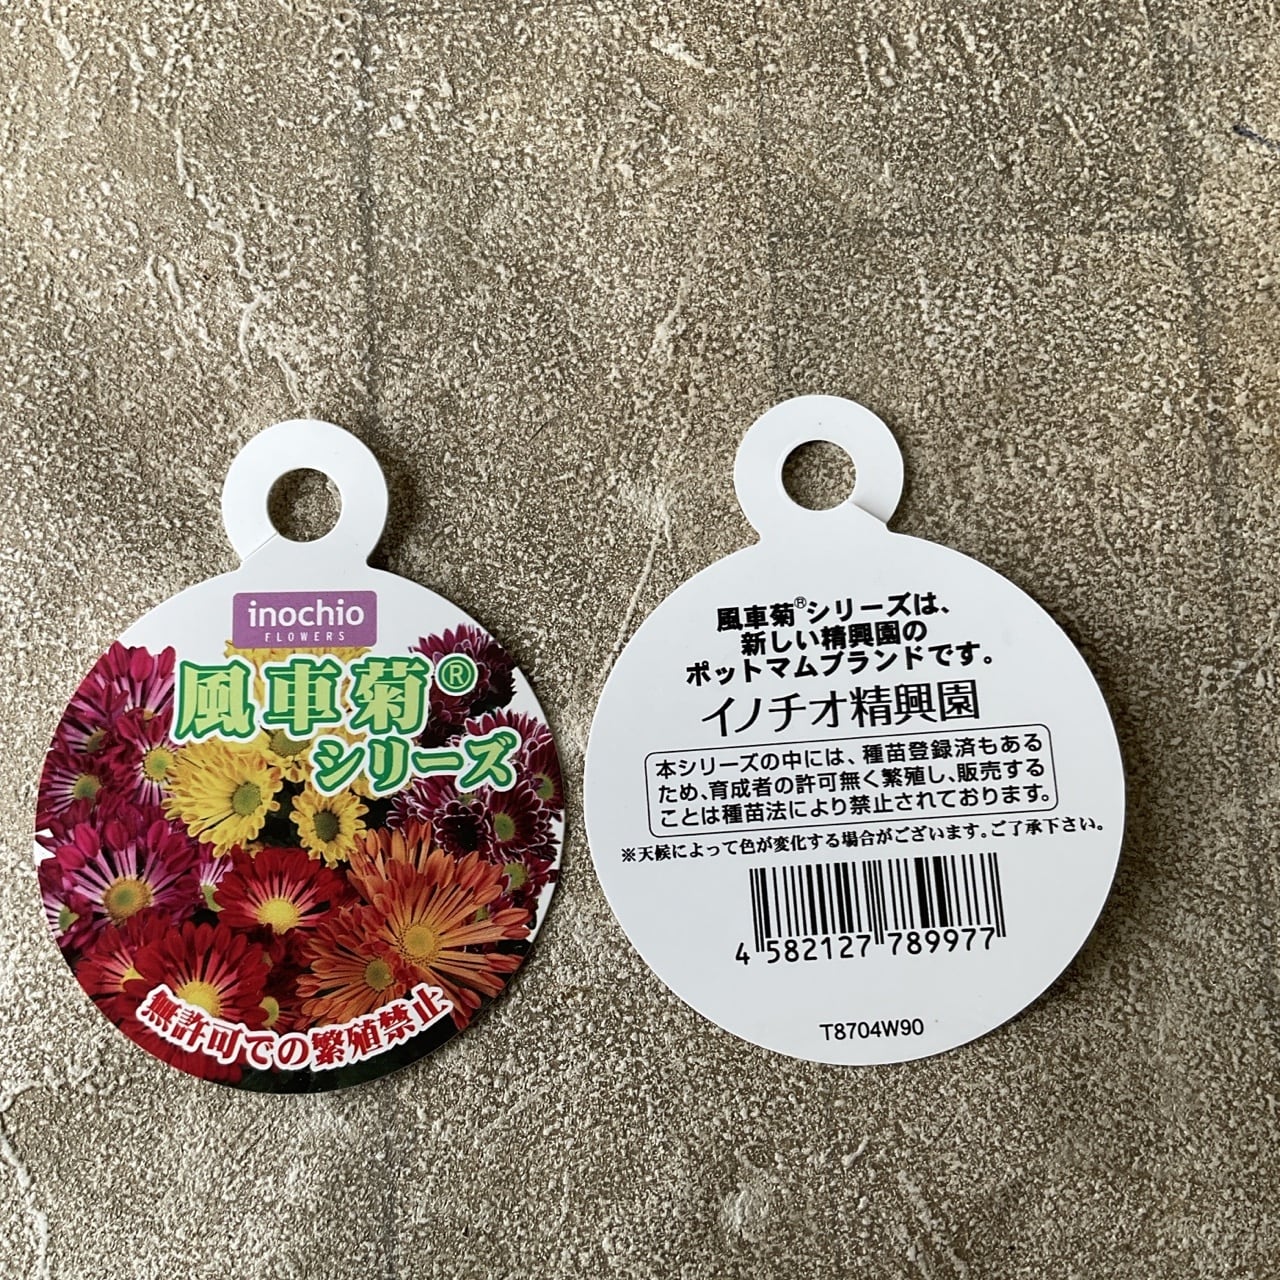 inochio
FLOWERS
風車菊®
シリーズ
無許可での繁殖禁止
風車菊®シリーズは、
新しい精興園の
ポットマムブランドです。
イノチオ精興園
本シリーズの中には、種苗登録済もある
ため、育成者の許可無く繁殖し、販売する
ことは種苗法により禁止されております。
※天候によって色が変化する場合がございます。ご了承下さい。
4 582127 789977
T8704W90